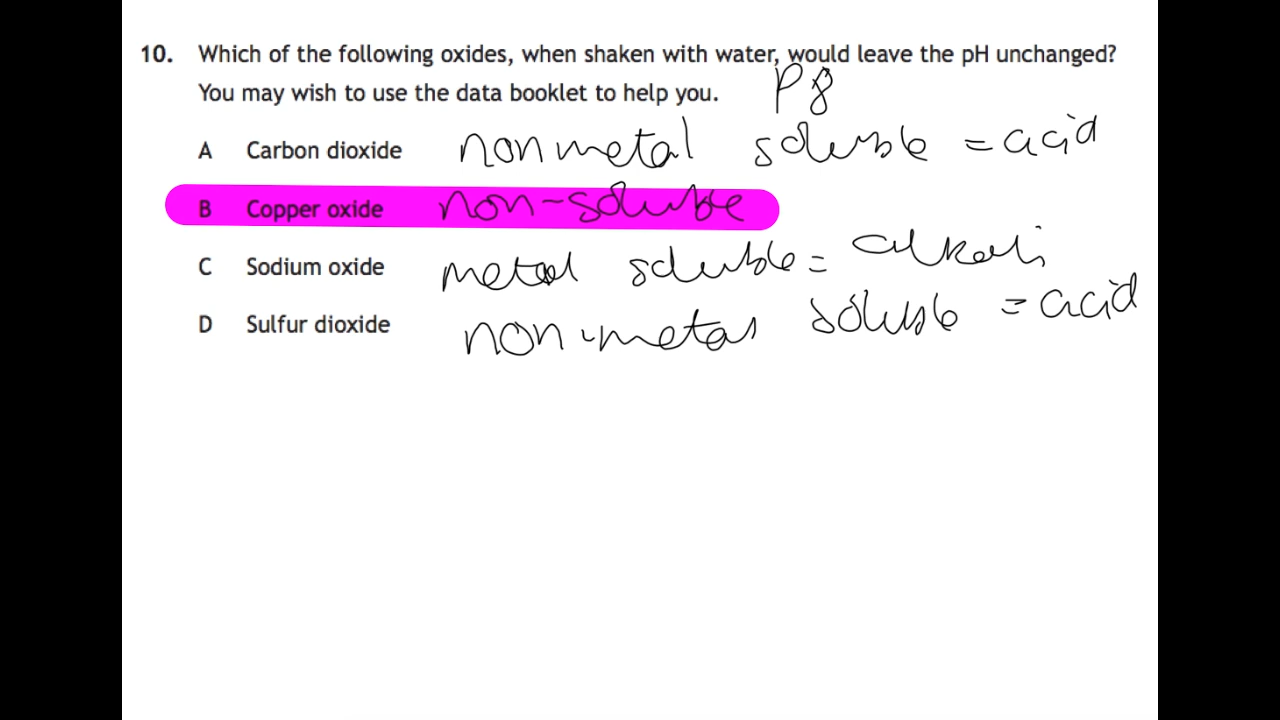 10. Which of the following oxides, when shaken with water, would leave the pH unchanged?
You may wish to use the data booklet to help you. P8
A Carbon dioxide nonmetal soluble = acid
B Copper oxide non-soluble
C Sodium oxide metal soluble = alkali
D Sulfur dioxide non-metal soluble = acid